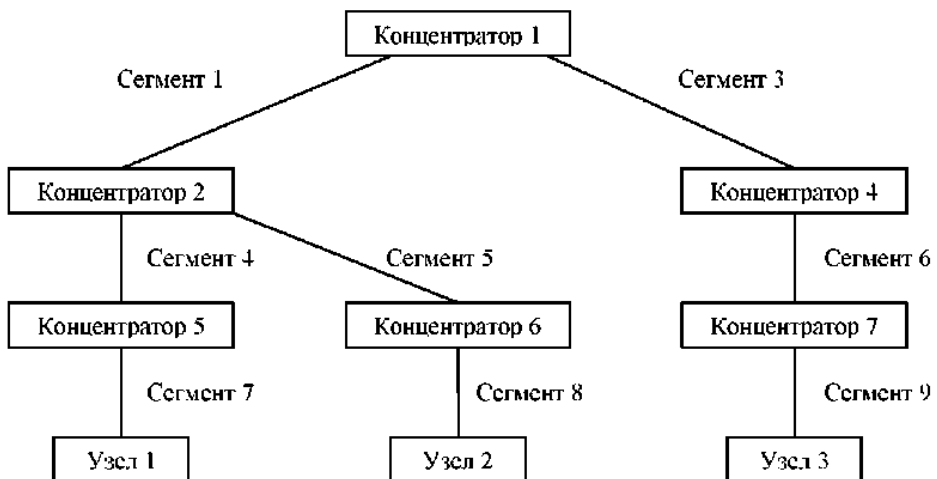 Концентратор 1
Сегмент 1
Сегмент 3
Концентратор 2
Концентратор 4
Сегмент 4
Сегмент 5
Сегмент 6
Концентратор 5
Концентратор 6
Концентратор 7
Сегмент 7
Сегмент 8
Сегмент 9
Узел 1
Узел 2
Узел 3